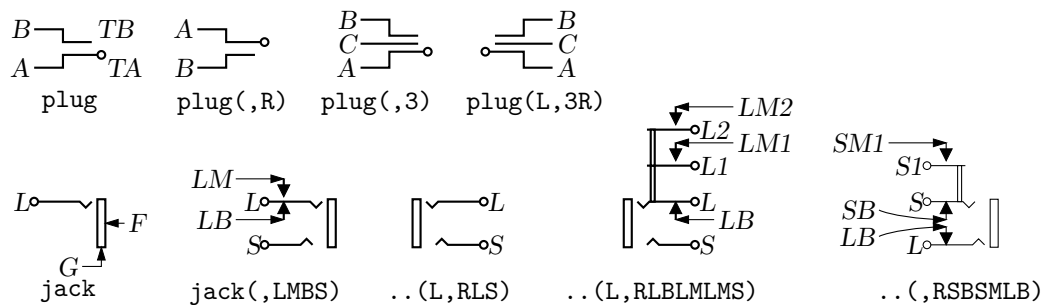 B TB A B B
C C
A TA B A A
plug plug(,R) plug(,3) plug(L,3R)
LM2
L2
LM1 SM1
L1 S1
LM
L F L L L S
LB LB SB
LB
G S S S L
jack jack(,LMBS) ..(L,RLS) ..(L,RLBLMLMS) ..(,RSBSMLB)